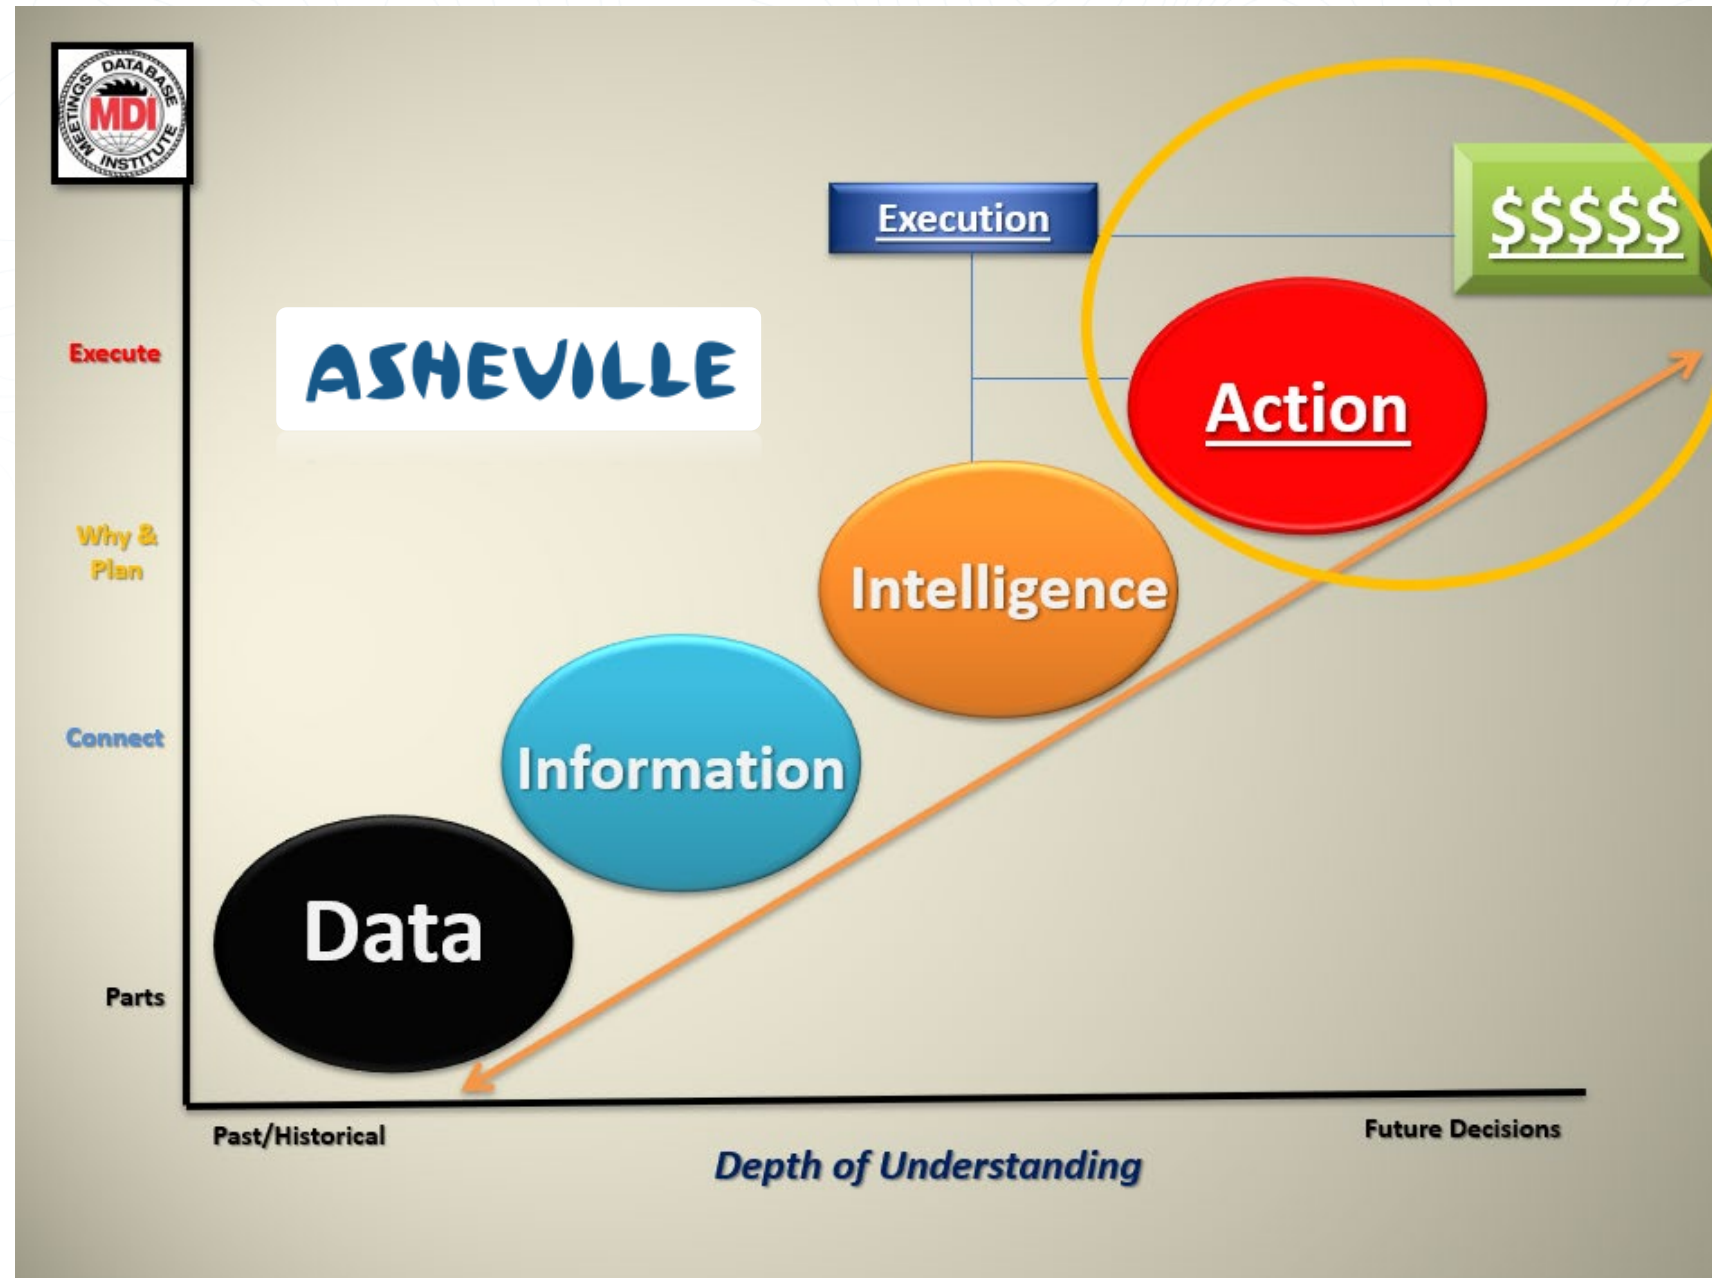 MEETINGS DATABASE INSTITUTE
MDI
Execution
$$$$$
ASHEVILLE
Execute
Action
Why &
Plan
Intelligence
Connect
Information
Data
Parts
Past/Historical
Future Decisions
Depth of Understanding